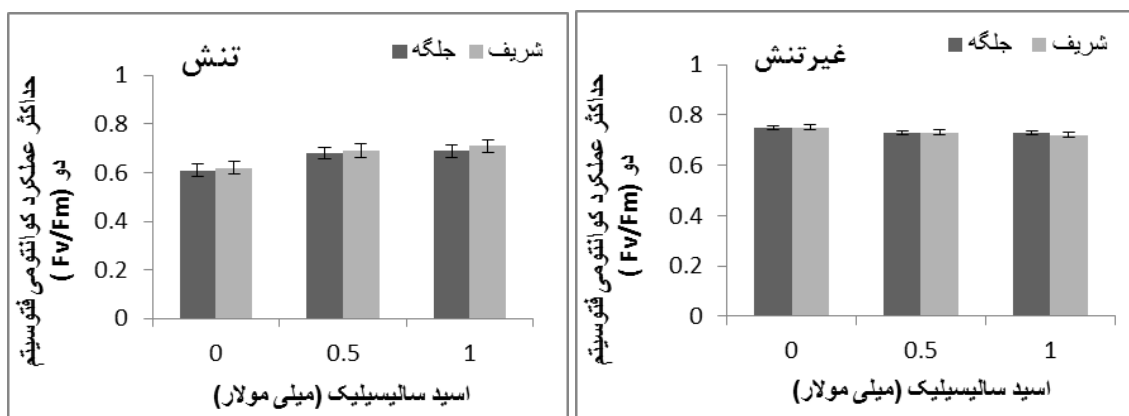 تنش
جلگه شریف
حداکثر عملکرد کوانتومی فتوسیتم
دو (Fv/Fm )
1
0.8
0.6
0.4
0.2
0
0 0.5 1
اسید سالیسیلیک (میلی مولار)
غیرتنش
جلگه شریف
حداکثر عملکرد کوانتومی فتوسیتم
دو (Fv/Fm )
1
0.8
0.6
0.4
0.2
0
0 0.5 1
اسید سالیسیلیک (میلی مولار)